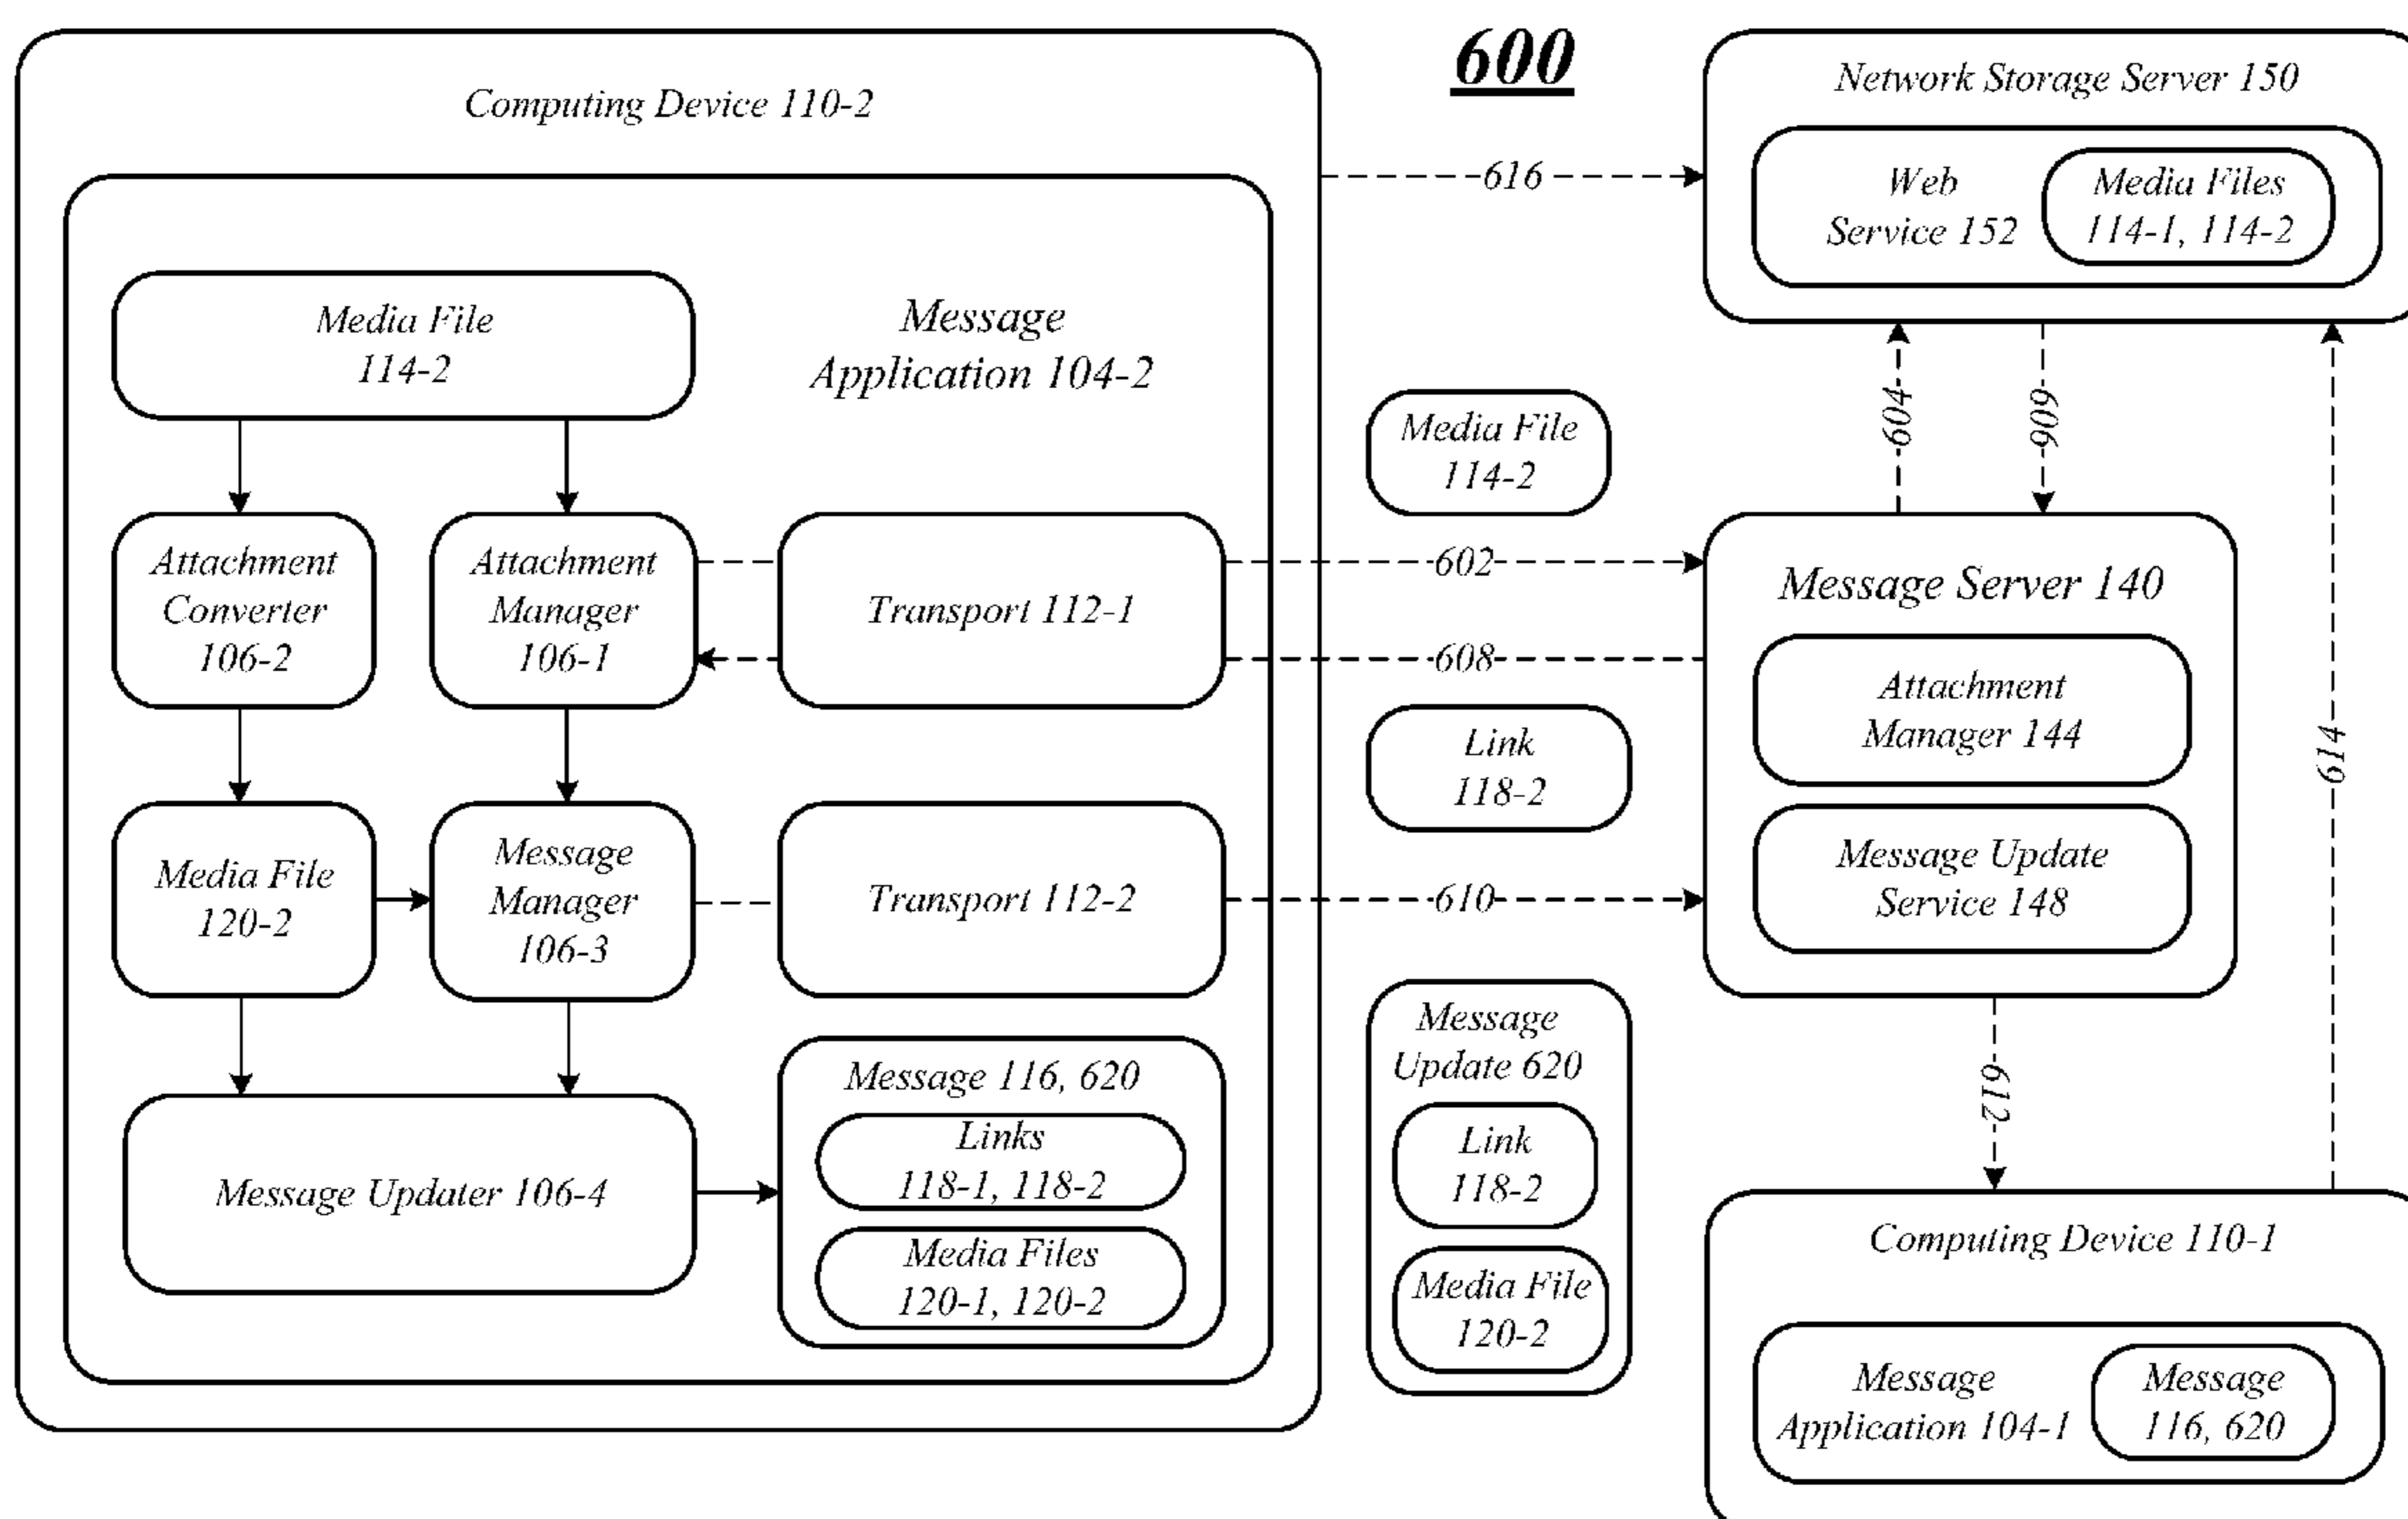 600
Computing Device 110-2
Message
Application 104-2
Media File
114-2
Attachment
Converter
106-2
Attachment
Manager
106-1
Transport 112-1
Media File
120-2
Message
Manager
106-3
Transport 112-2
Message Updater 106-4
Message 116, 620
Links
118-1, 118-2
Media Files
120-1, 120-2
616
Media File
114-2
602
608
Link
118-2
610
Message
Update 620
Link
118-2
Media File
120-2
Network Storage Server 150
Web
Service 152
Media Files
114-1, 114-2
604
606
614
Message Server 140
Attachment
Manager 144
Message Update
Service 148
612
Computing Device 110-1
Message
Application 104-1
Message
116, 620